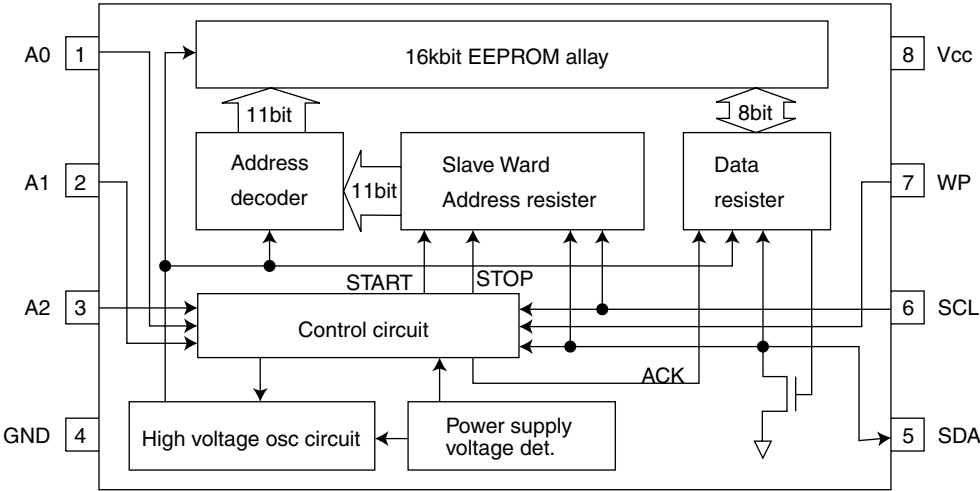 A0 1
16kbit EEPROM allay
8 Vcc
11bit
8bit
A1 2
Address
decoder
11bit
Slave Ward
Address resister
Data
resister
7 WP
START
STOP
A2 3
Control circuit
6 SCL
ACK
GND 4
High voltage osc circuit
Power supply
voltage det.
5 SDA